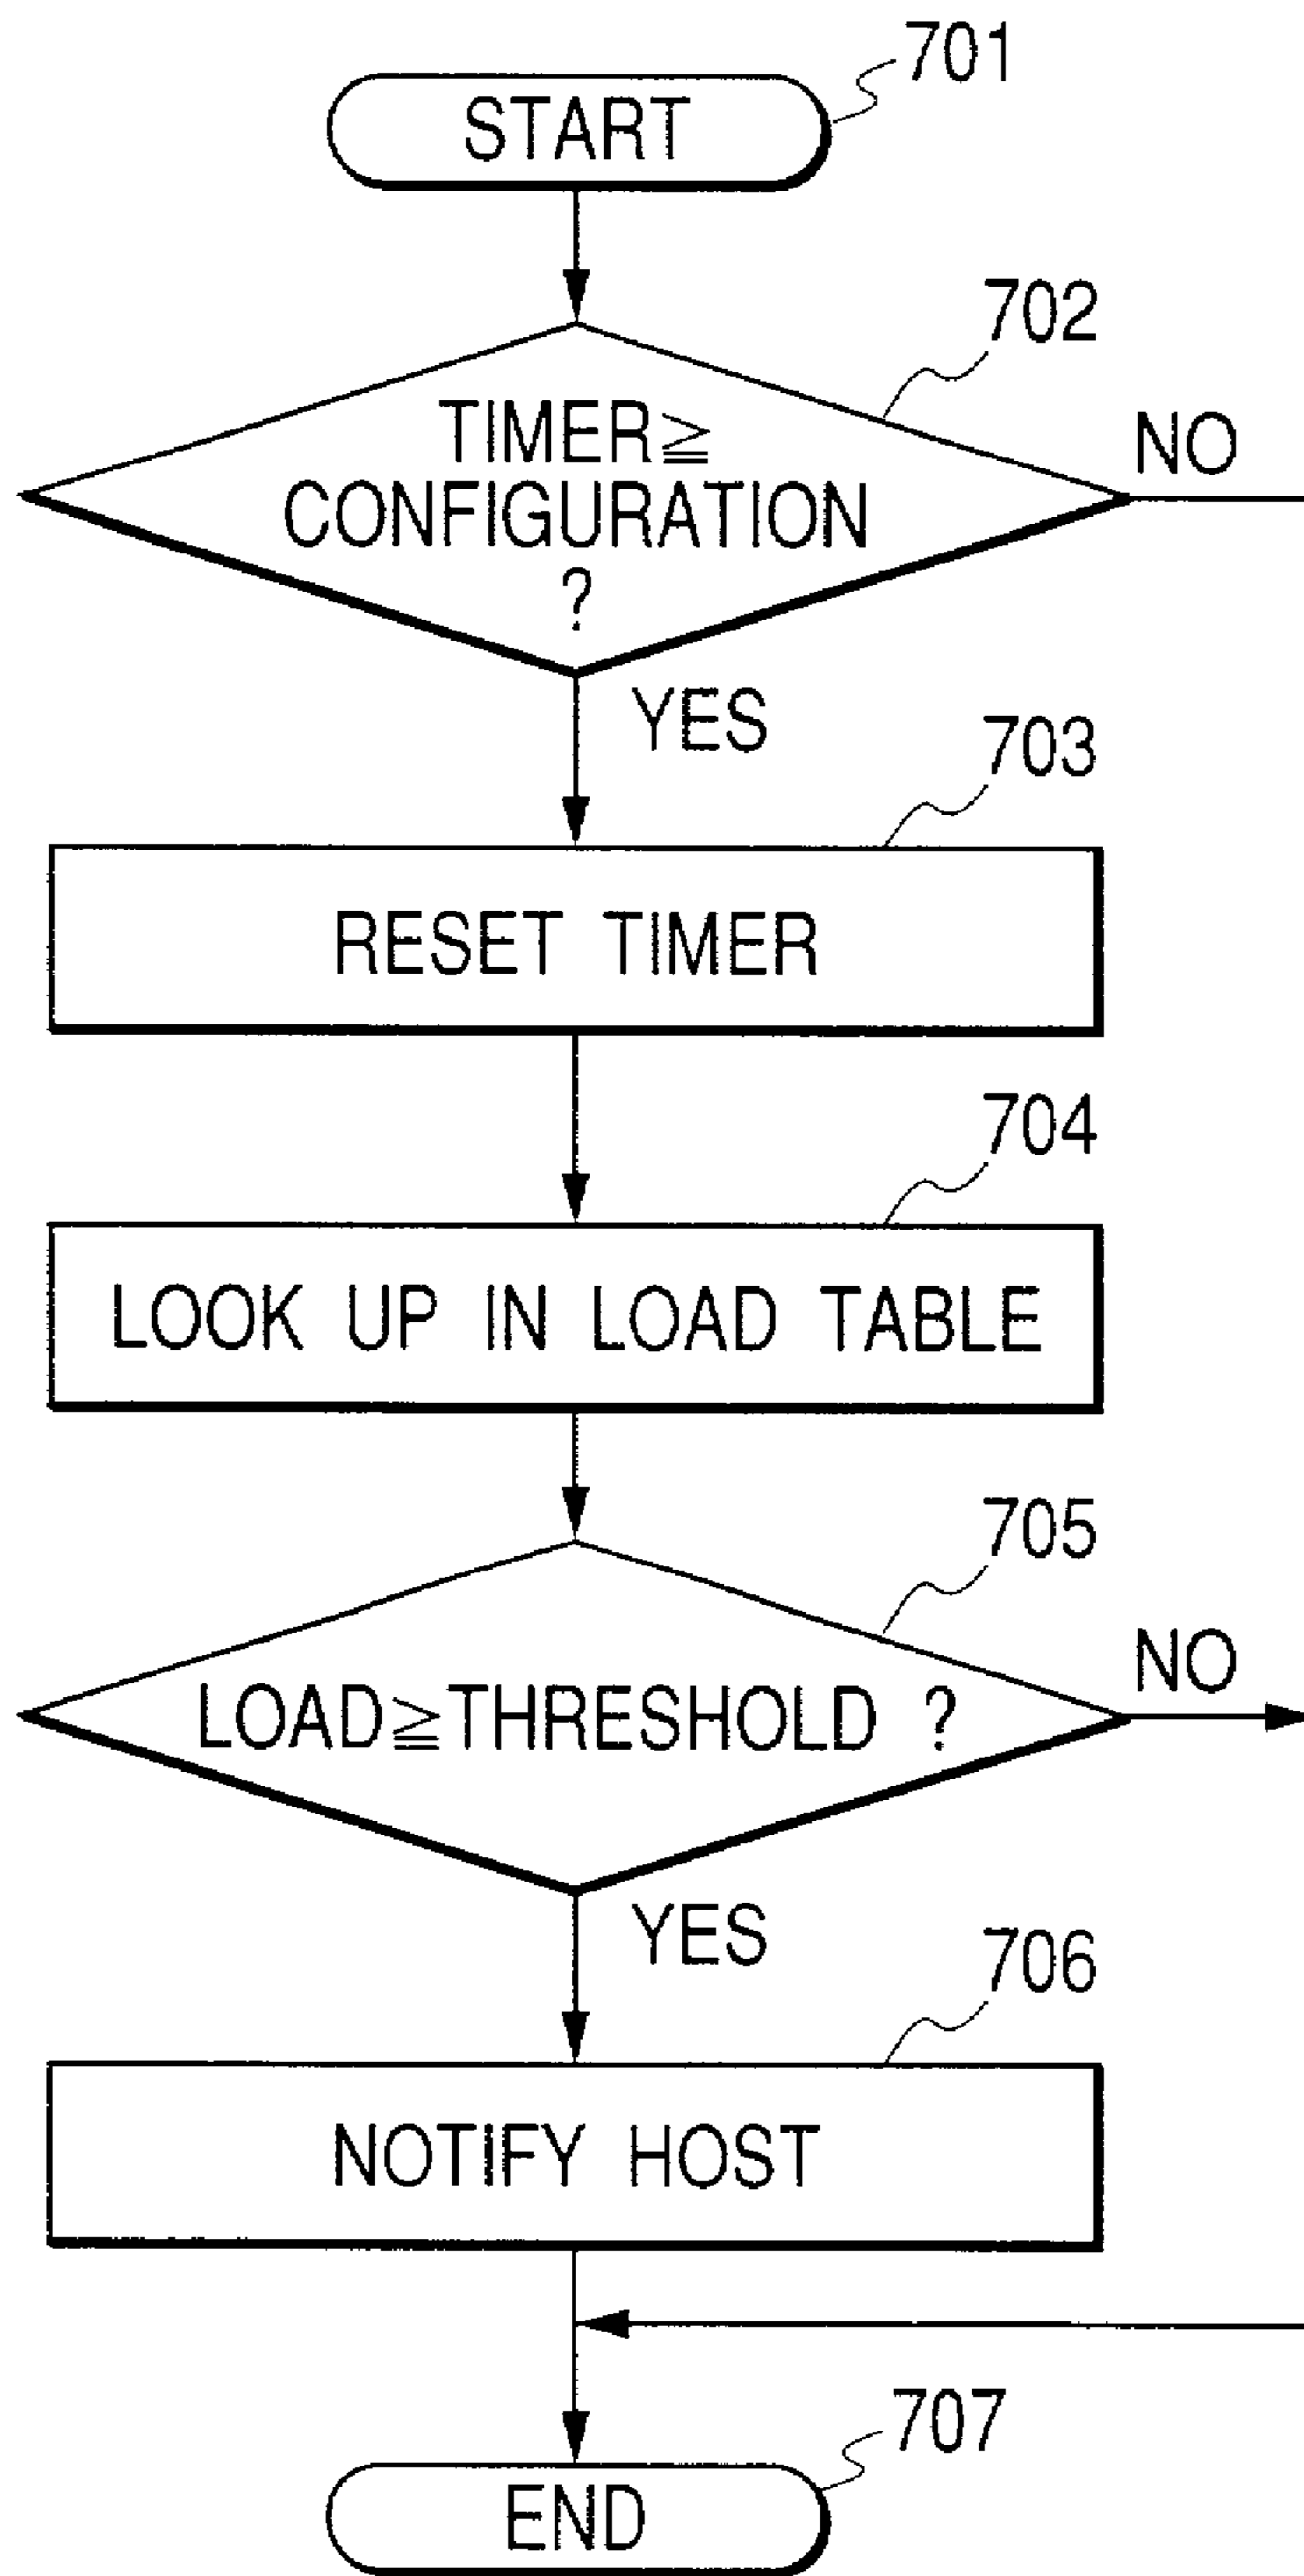 701
START
702
TIMER≧
CONFIGURATION
?
NO
YES
703
RESET TIMER
704
LOOK UP IN LOAD TABLE
705
LOAD≧THRESHOLD ?
NO
YES
706
NOTIFY HOST
707
END